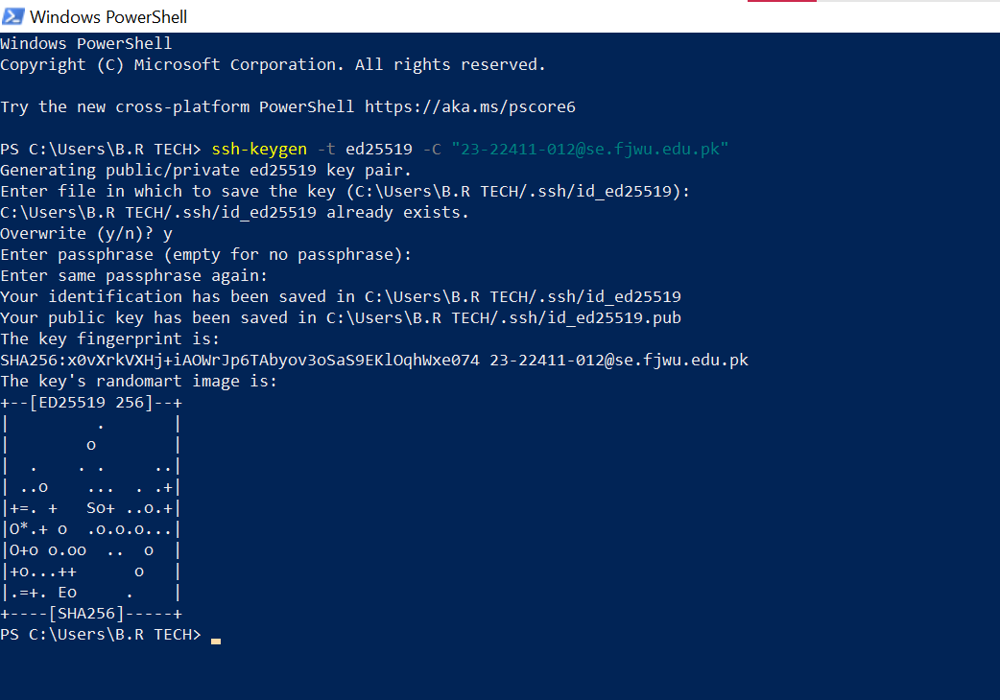 Windows PowerShell
Windows PowerShell
Copyright (C) Microsoft Corporation. All rights reserved.
Try the new cross-platform PowerShell https://aka.ms/pscore6
PS C:\Users\B.R TECH> ssh-keygen -t ed25519 -C "23-22411-012@se.fjwu.edu.pk"
Generating public/private ed25519 key pair.
Enter file in which to save the key (C:\Users\B.R TECH/.ssh/id_ed25519):
C:\Users\B.R TECH/.ssh/id_ed25519 already exists.
Overwrite (y/n)? y
Enter passphrase (empty for no passphrase):
Enter same passphrase again:
Your identification has been saved in C:\Users\B.R TECH/.ssh/id_ed25519
Your public key has been saved in C:\Users\B.R TECH/.ssh/id_ed25519.pub
The key fingerprint is:
SHA256:x0vXrkVXHj+iAOWrJp6TAbyov3oSaS9EKlOqhWxe074 23-22411-012@se.fjwu.edu.pk
The key's randomart image is:
+--[ED25519 256]--+
|         .       |
|        o        |
|  .    . .     ..|
| ..o    ...  . .+|
|+=. +   So+ ..o.+|
|O*.+ o  .o.o.o...|
|O+o o.oo  ..  o  |
|+o...++      o   |
|.=+. Eo     .    |
+----[SHA256]-----+
PS C:\Users\B.R TECH>